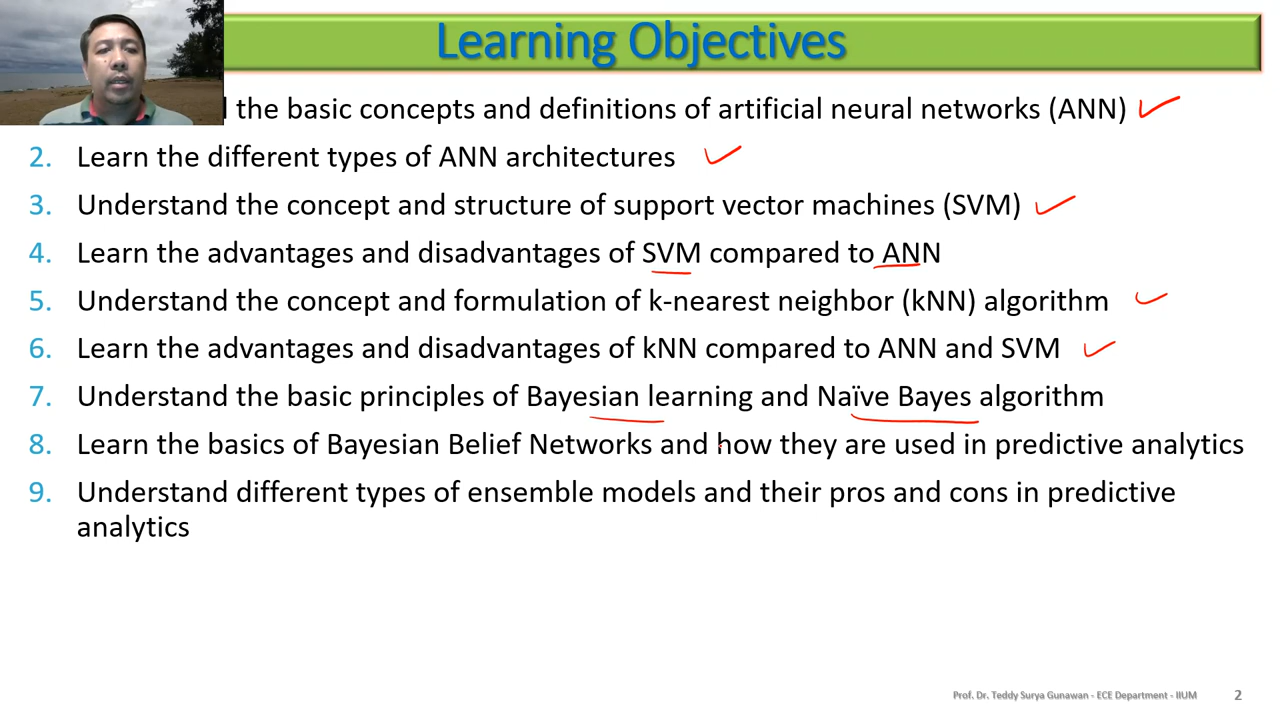 Learning Objectives
the basic concepts and definitions of artificial neural networks (ANN)
2. Learn the different types of ANN architectures
3. Understand the concept and structure of support vector machines (SVM)
4. Learn the advantages and disadvantages of SVM compared to ANN
5. Understand the concept and formulation of k-nearest neighbor (kNN) algorithm
6. Learn the advantages and disadvantages of kNN compared to ANN and SVM
7. Understand the basic principles of Bayesian learning and Naïve Bayes algorithm
8. Learn the basics of Bayesian Belief Networks and how they are used in predictive analytics
9. Understand different types of ensemble models and their pros and cons in predictive
analytics
Prof. Dr. Teddy Surya Gunawan - ECE Department - IIUM 2